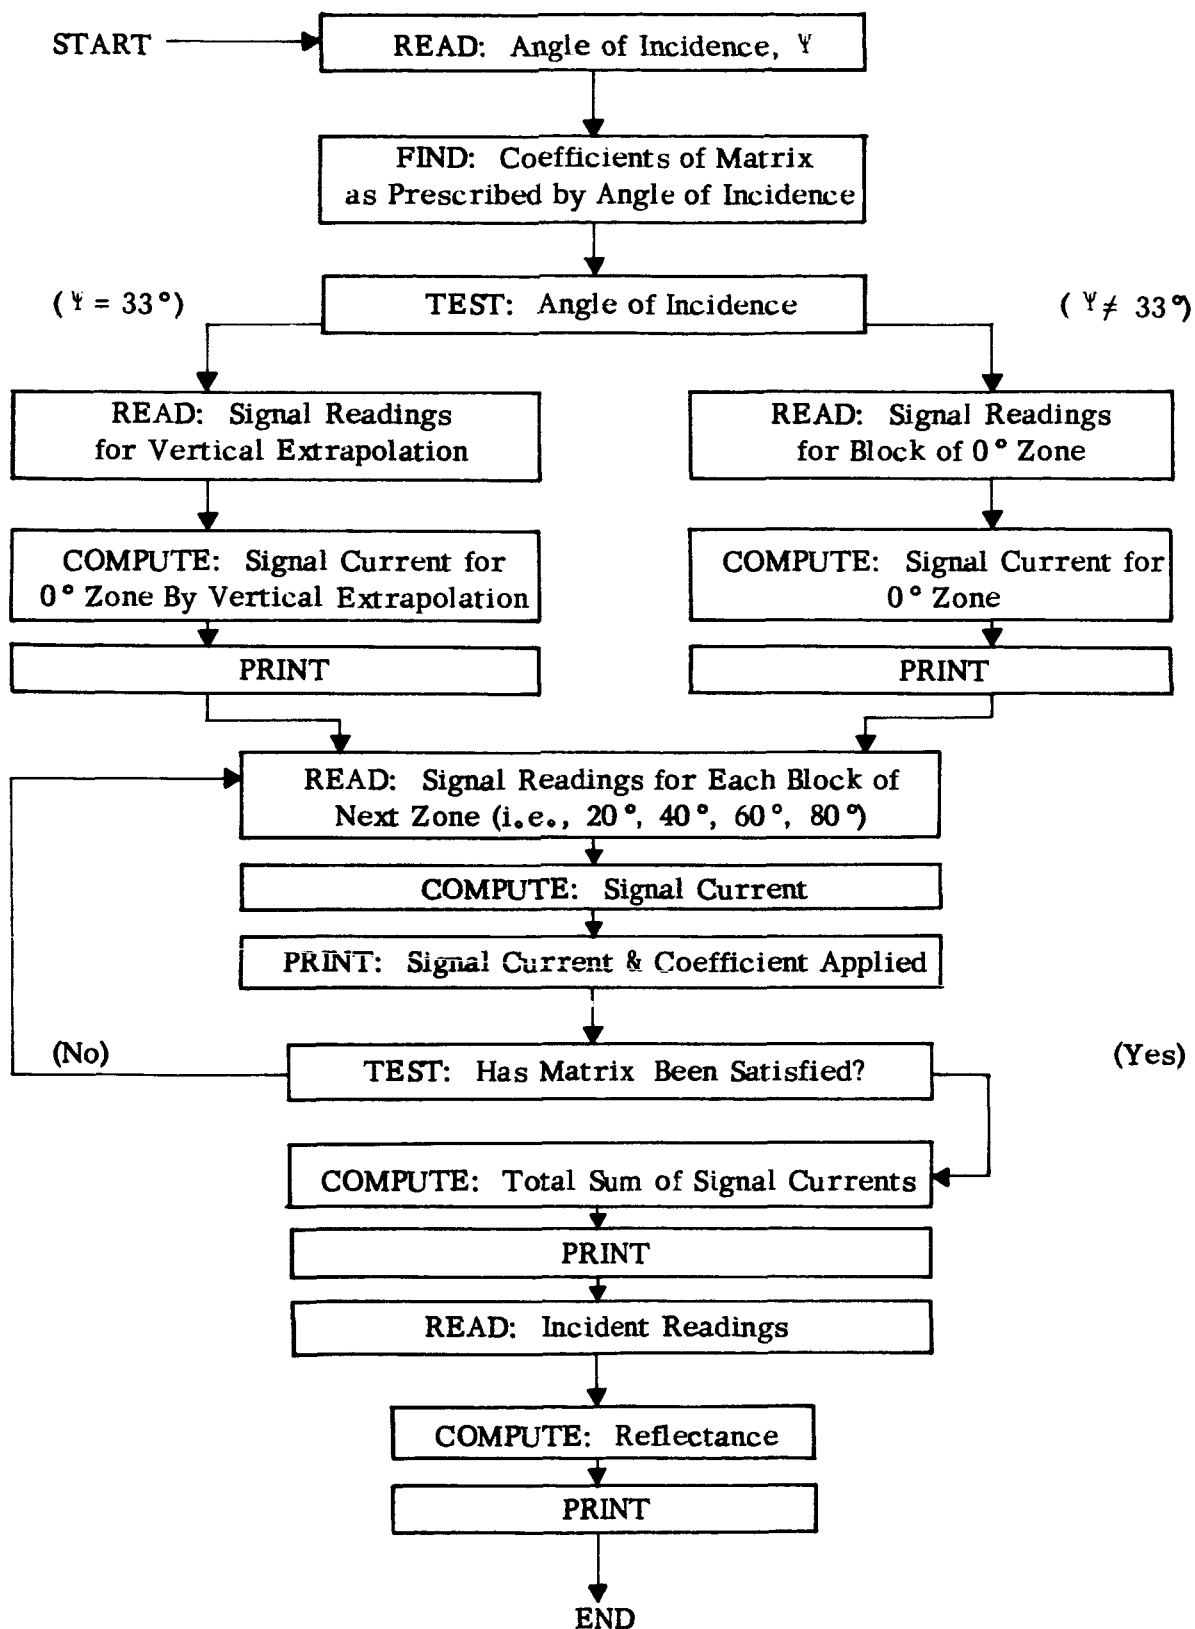 START
READ: Angle of Incidence, Ψ
FIND: Coefficients of Matrix
as Prescribed by Angle of Incidence
(Ψ = 33°)
TEST: Angle of Incidence
(Ψ ≠ 33°)
READ: Signal Readings
for Vertical Extrapolation
READ: Signal Readings
for Block of 0° Zone
COMPUTE: Signal Current for
0° Zone By Vertical Extrapolation
COMPUTE: Signal Current for
0° Zone
PRINT
PRINT
READ: Signal Readings for Each Block of
Next Zone (i.e., 20°, 40°, 60°, 80°)
COMPUTE: Signal Current
PRINT: Signal Current & Coefficient Applied
(No)
TEST: Has Matrix Been Satisfied?
(Yes)
COMPUTE: Total Sum of Signal Currents
PRINT
READ: Incident Readings
COMPUTE: Reflectance
PRINT
END